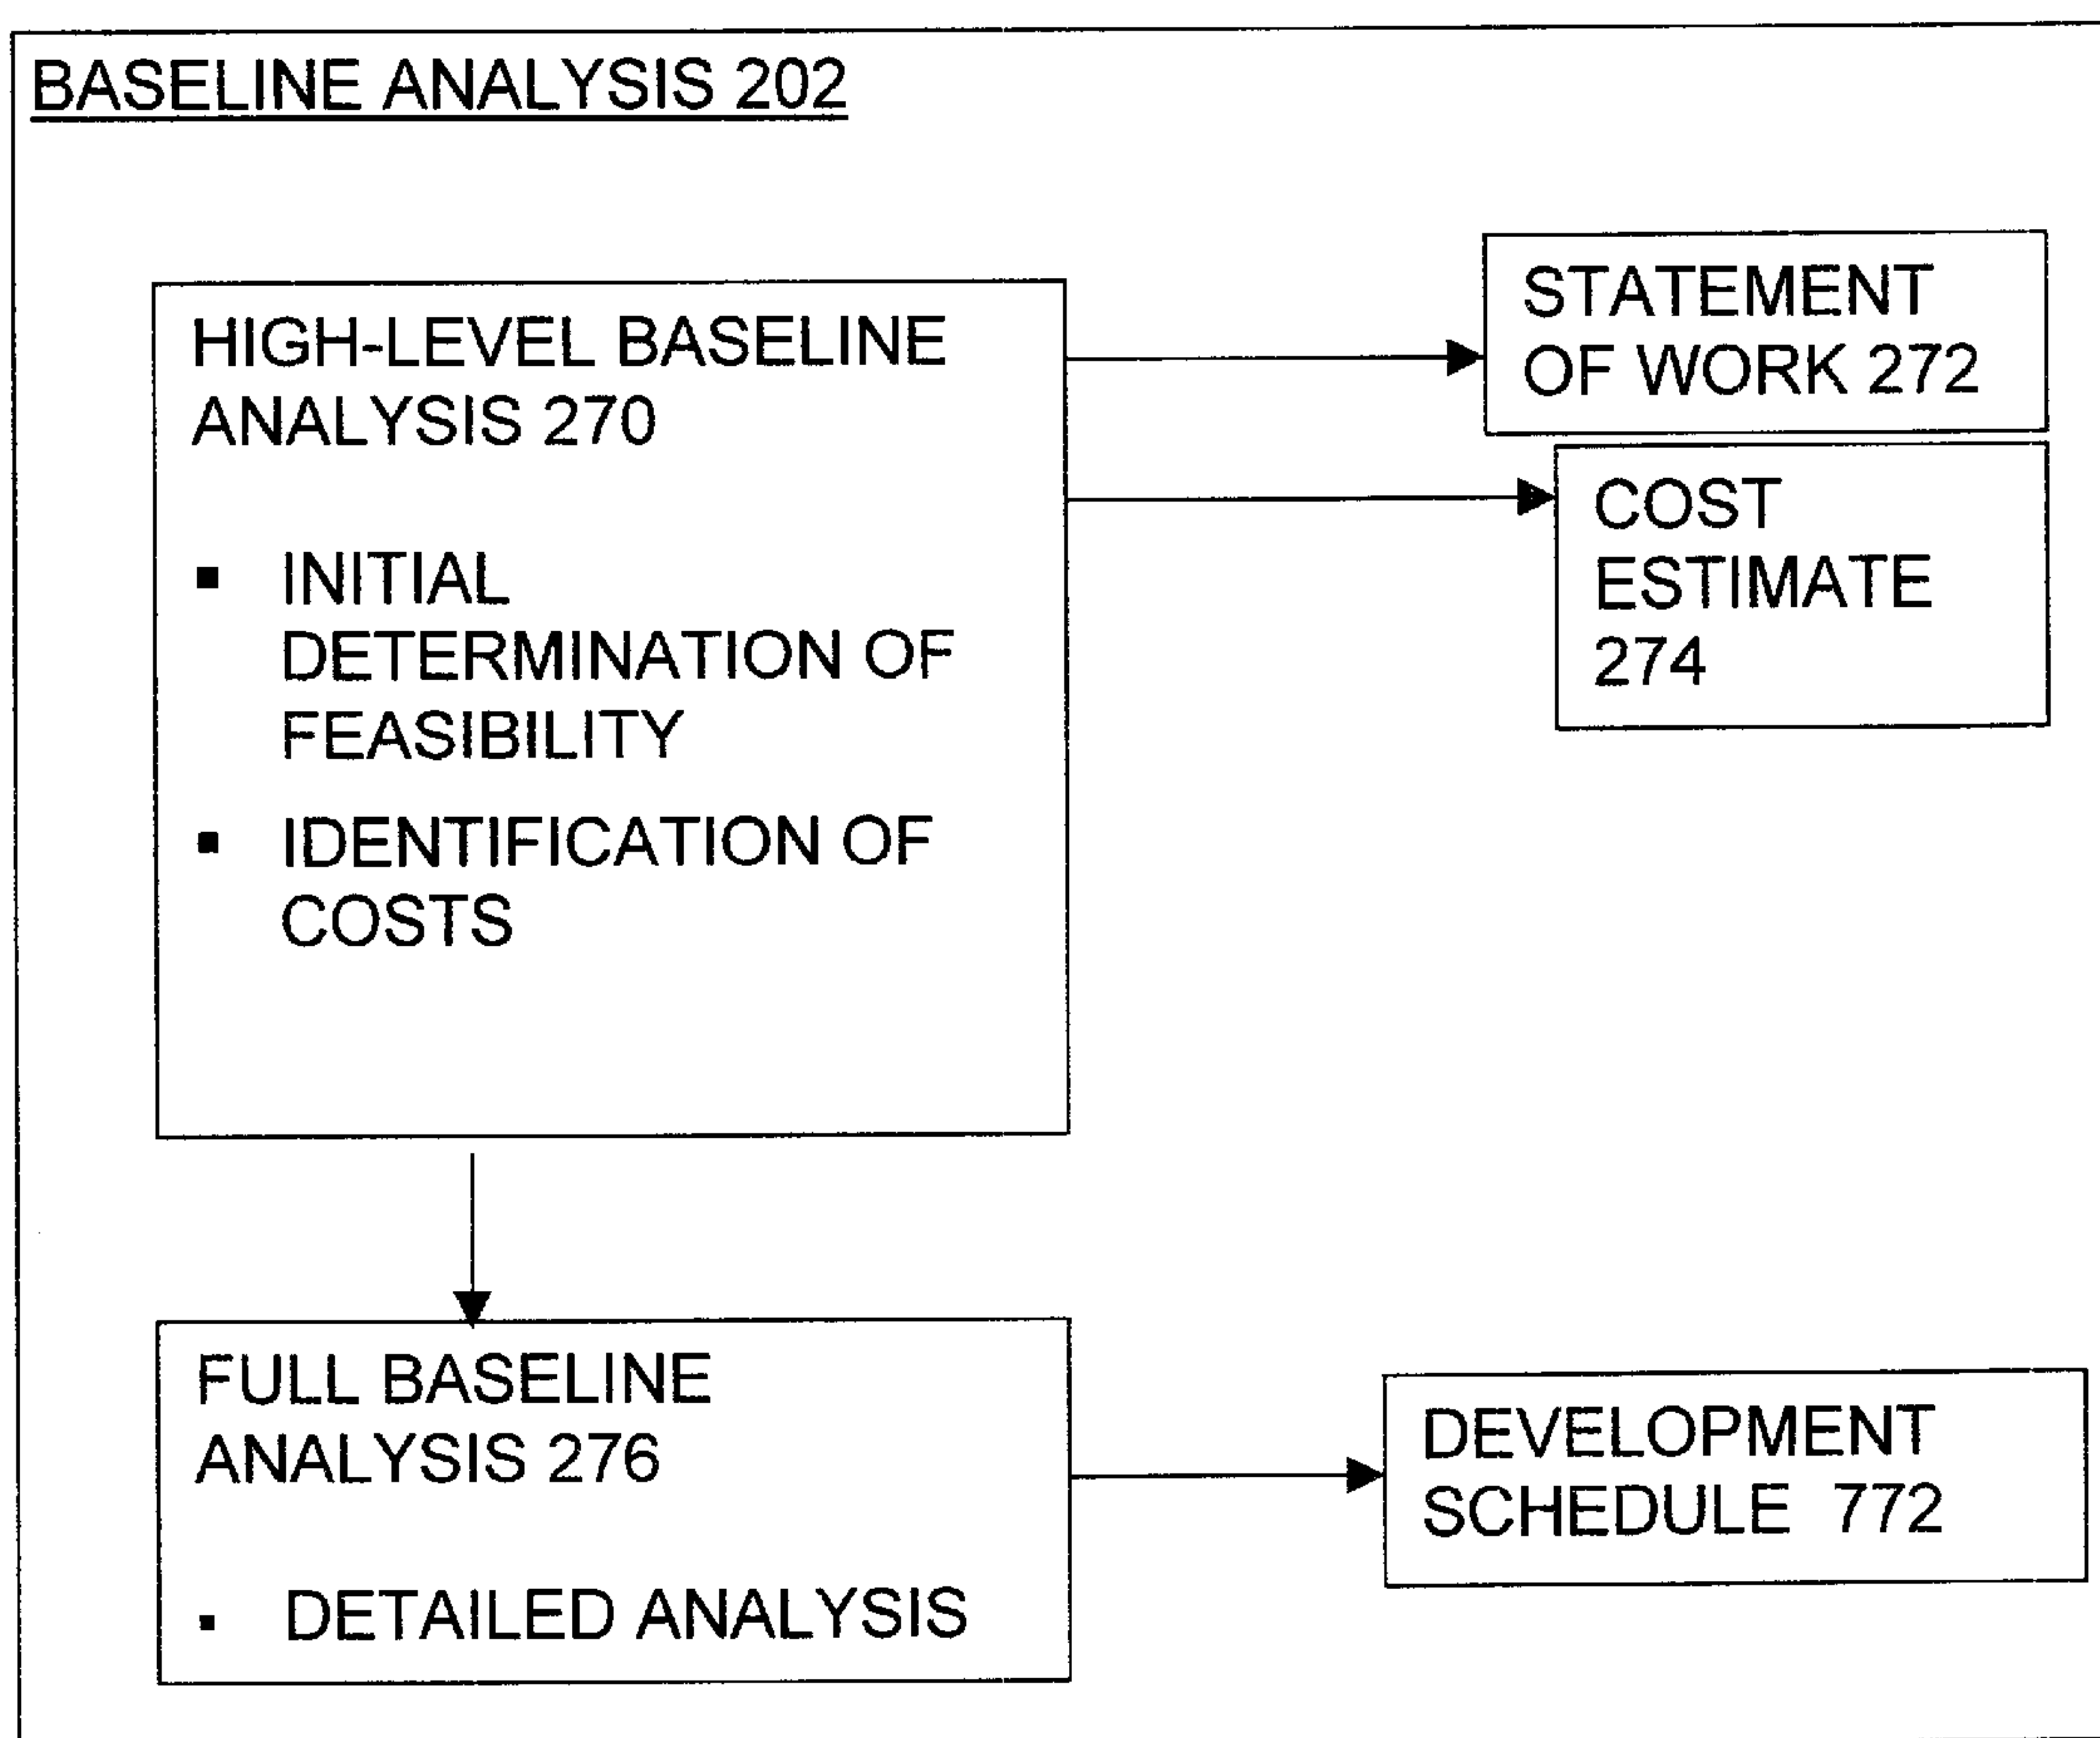 BASELINE ANALYSIS 202
HIGH-LEVEL BASELINE
ANALYSIS 270
▪ INITIAL
DETERMINATION OF
FEASIBILITY
▪ IDENTIFICATION OF
COSTS
STATEMENT
OF WORK 272
COST
ESTIMATE
274
FULL BASELINE
ANALYSIS 276
▪ DETAILED ANALYSIS
DEVELOPMENT
SCHEDULE 772